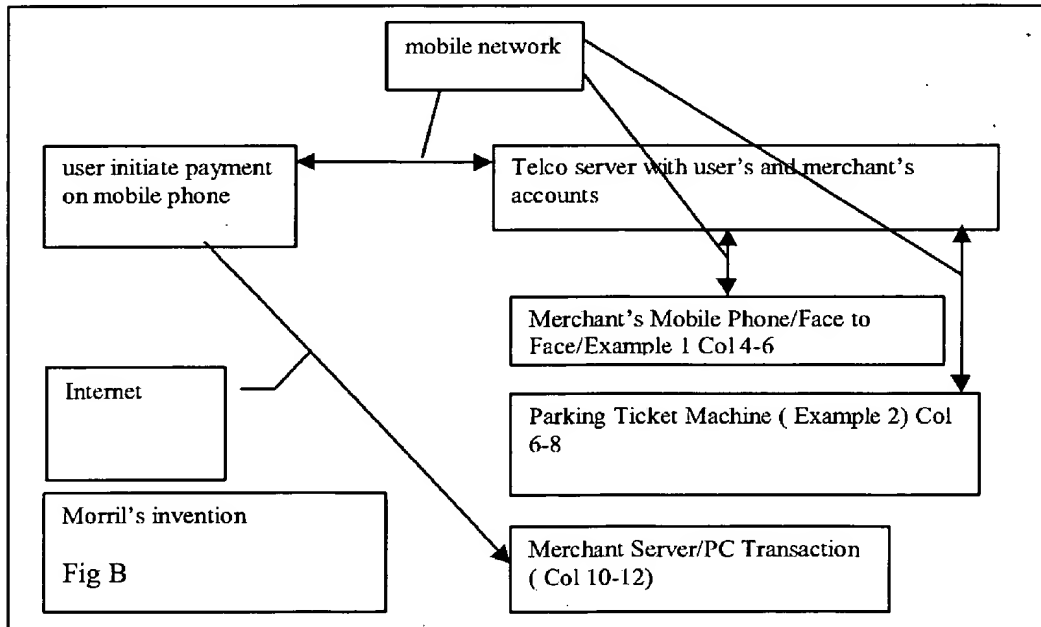 mobile network
user initiate payment
on mobile phone
Telco server with user's and merchant's
accounts
Merchant's Mobile Phone/Face to
Face/Example 1 Col 4-6
Internet
Parking Ticket Machine ( Example 2) Col
6-8
Morril's invention
Fig B
Merchant Server/PC Transaction
( Col 10-12)